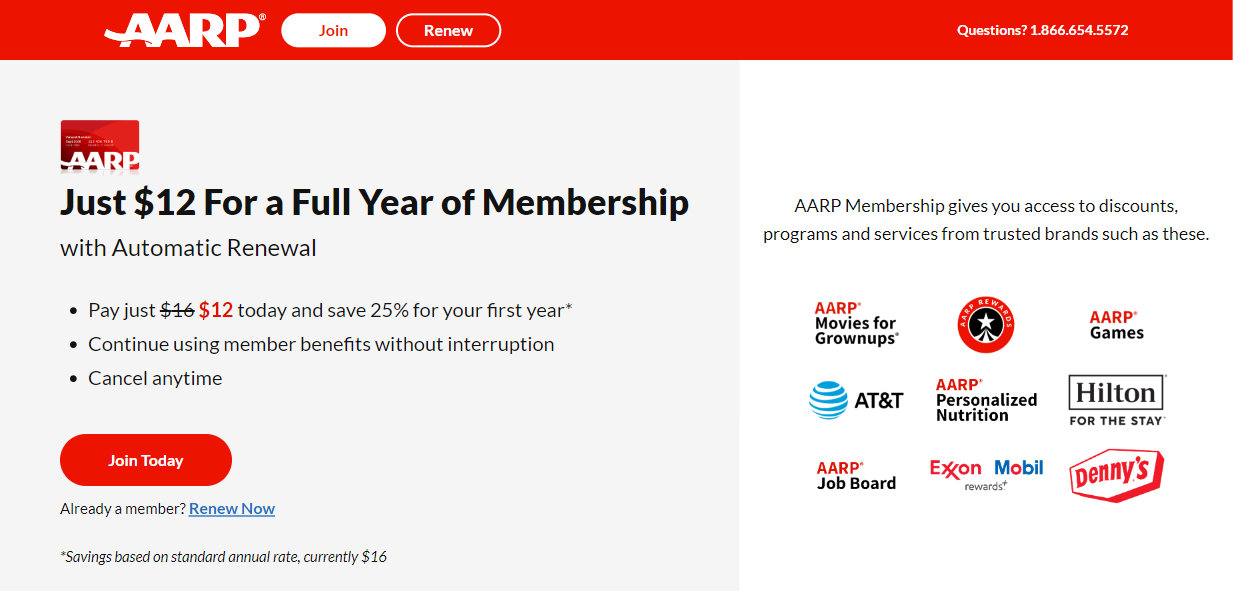 AARP®
Join
Renew
Questions? 1.866.654.5572
AARP
Just $12 For a Full Year of Membership
with Automatic Renewal
• Pay just $16 $12 today and save 25% for your first year*
• Continue using member benefits without interruption
• Cancel anytime
Join Today
Already a member? Renew Now
*Savings based on standard annual rate, currently $16
AARP Membership gives you access to discounts,
programs and services from trusted brands such as these.
AARP®
Movies for
Grownups®
AARP REWARDS
AARP®
Games
AT&T
AARP®
Personalized
Nutrition
Hilton
FOR THE STAY
AARP®
Job Board
Exxon Mobil
rewards+
Denny's